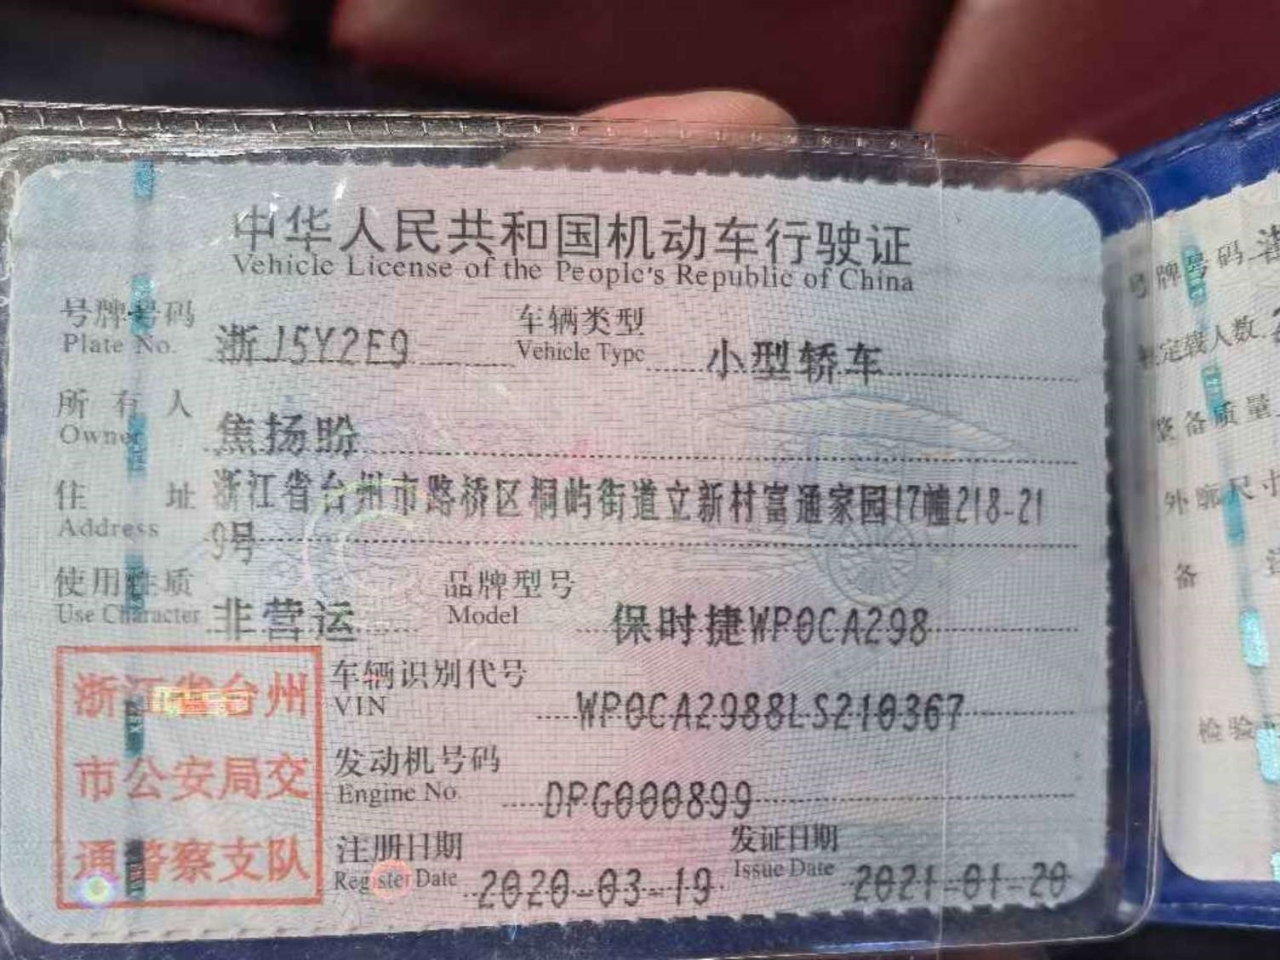 中华人民共和国机动车行驶证
Vehicle License of the People's Republic of China
号牌号码 浙J5Y2F9 车辆类型 小型轿车
Plate No. Vehicle Type
所有人 焦扬盼
Owner
住址 浙江省台州市路桥区桐屿街道立新村富通家园17幢218-21
Address 9号
使用性质 非营运 品牌型号 保时捷WP0CA298
Use Character Model
车辆识别代号 WP0CA2988LS210367
VIN
发动机号码 DPG000899
Engine No.
注册日期 2020-03-19 发证日期 2021-01-20
Register Date Issue Date
浙江省台州
市公安局交
通警察支队
号牌号码
定载人数
整备质量
外廓尺寸
备
检验